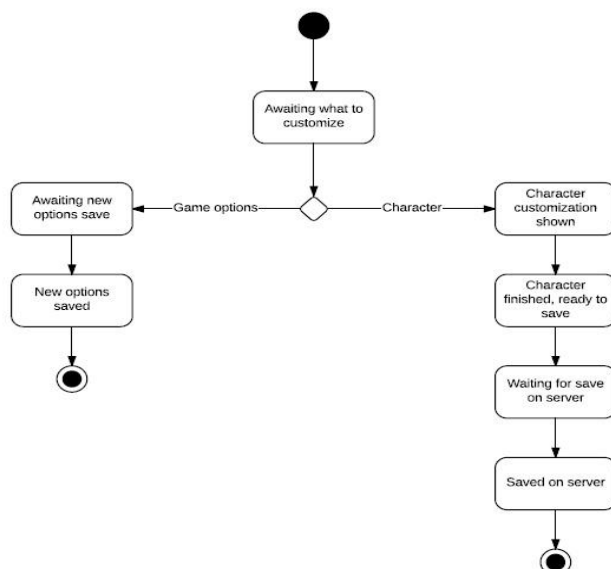 Awaiting what to
customize
Awaiting new
options save
Game options
Character
Character
customization
shown
New options
saved
Character
finished, ready to
save
Waiting for save
on server
Saved on server